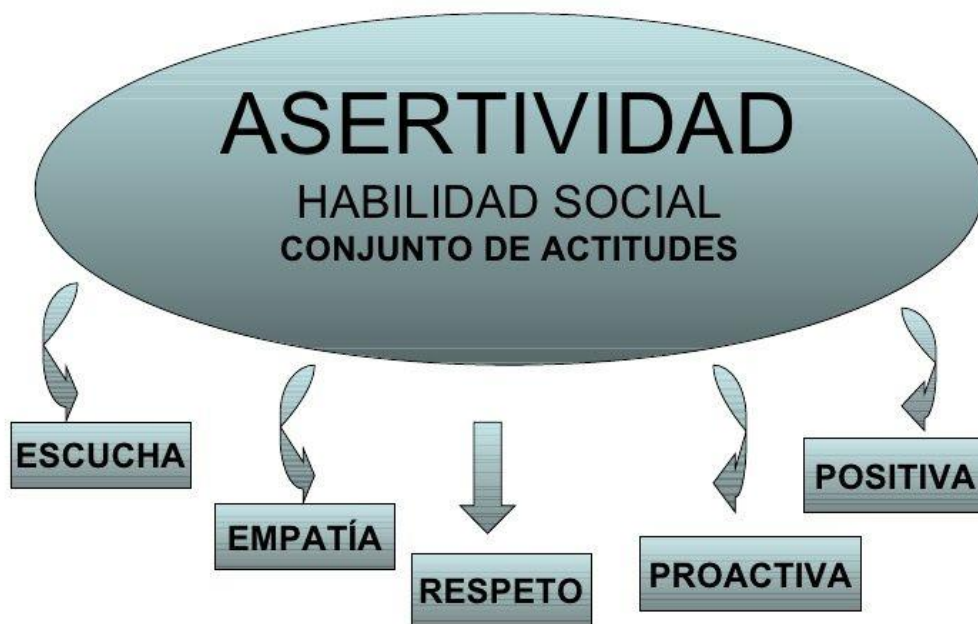 ASERTIVIDAD
HABILIDAD SOCIAL
CONJUNTO DE ACTITUDES
ESCUCHA
EMPATÍA
RESPETO
PROACTIVA
POSITIVA